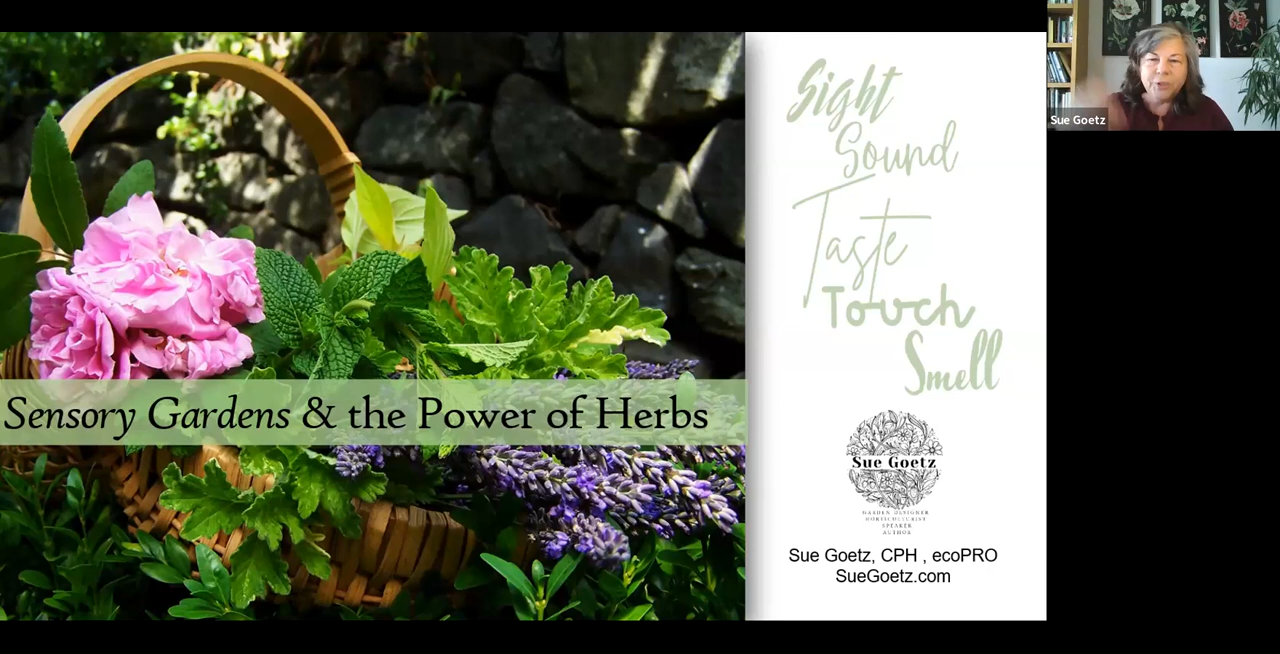 Sensory Gardens & the Power of Herbs
Sight
Sound
Taste
Touch
Smell
Sue Goetz
GARDEN DESIGNER
HORTICULTURIST
SPEAKER
AUTHOR
Sue Goetz, CPH , ecoPRO
SueGoetz.com
Sue Goetz